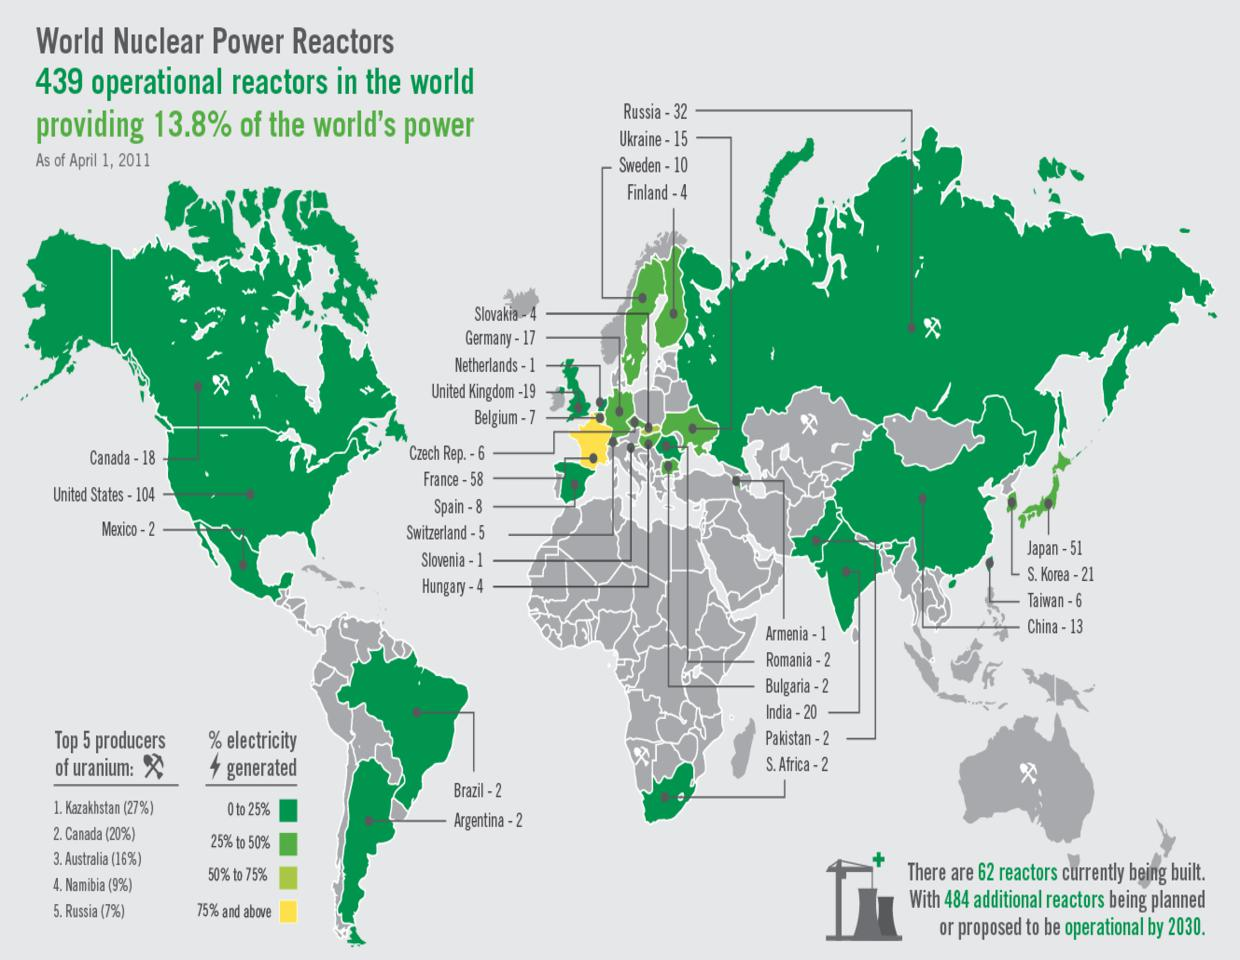 World Nuclear Power Reactors
439 operational reactors in the world
providing 13.8% of the world's power
As of April 1, 2011
Russia - 32
Ukraine - 15
Sweden - 10
Finland - 4
Slovakia - 4
Germany - 17
Netherlands - 1
United Kingdom -19
Belgium - 7
Czech Rep. - 6
France - 58
Spain - 8
Switzerland - 5
Slovenia - 1
Hungary - 4
Canada - 18
United States - 104
Mexico - 2
Japan - 51
S. Korea - 21
Taiwan - 6
China - 13
Armenia - 1
Romania - 2
Bulgaria - 2
India - 20
Pakistan - 2
S. Africa - 2
Brazil - 2
Argentina - 2
Top 5 producers
of uranium:
1. Kazakhstan (27%)
2. Canada (20%)
3. Australia (16%)
4. Namibia (9%)
5. Russia (7%)
% electricity
generated
0 to 25%
25% to 50%
50% to 75%
75% and above
There are 62 reactors currently being built.
With 484 additional reactors being planned
or proposed to be operational by 2030.